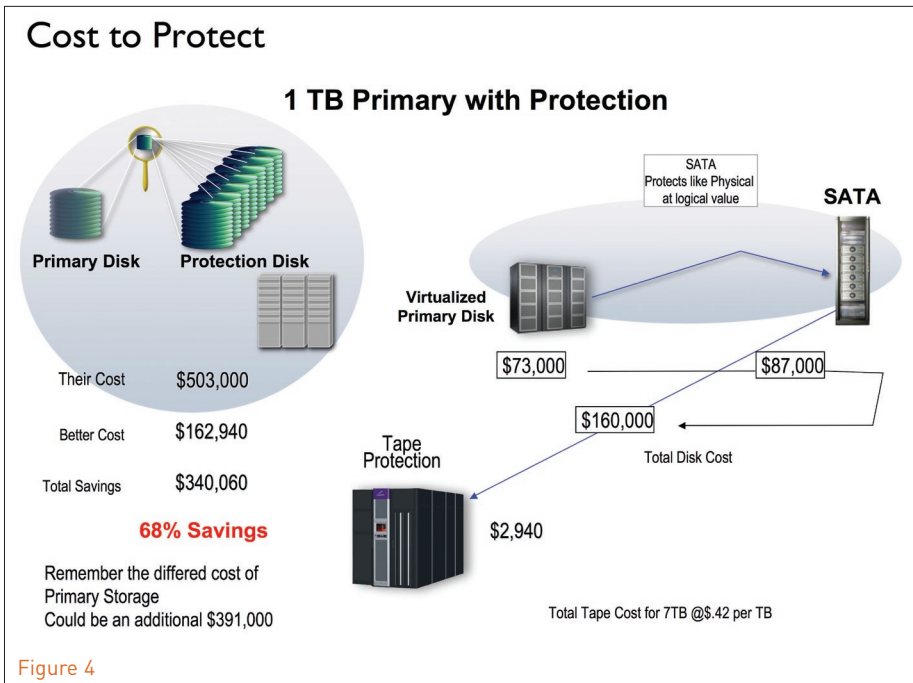 Cost to Protect
1 TB Primary with Protection
Primary Disk
Protection Disk
SATA
Protects like Physical
at logical value
SATA
Virtualized
Primary Disk
$73,000
$87,000
$160,000
Total Disk Cost
Their Cost $503,000
Better Cost $162,940
Total Savings $340,060
68% Savings
Remember the differed cost of
Primary Storage
Could be an additional $391,000
Tape
Protection
$2,940
Total Tape Cost for 7TB @$.42 per TB
Figure 4